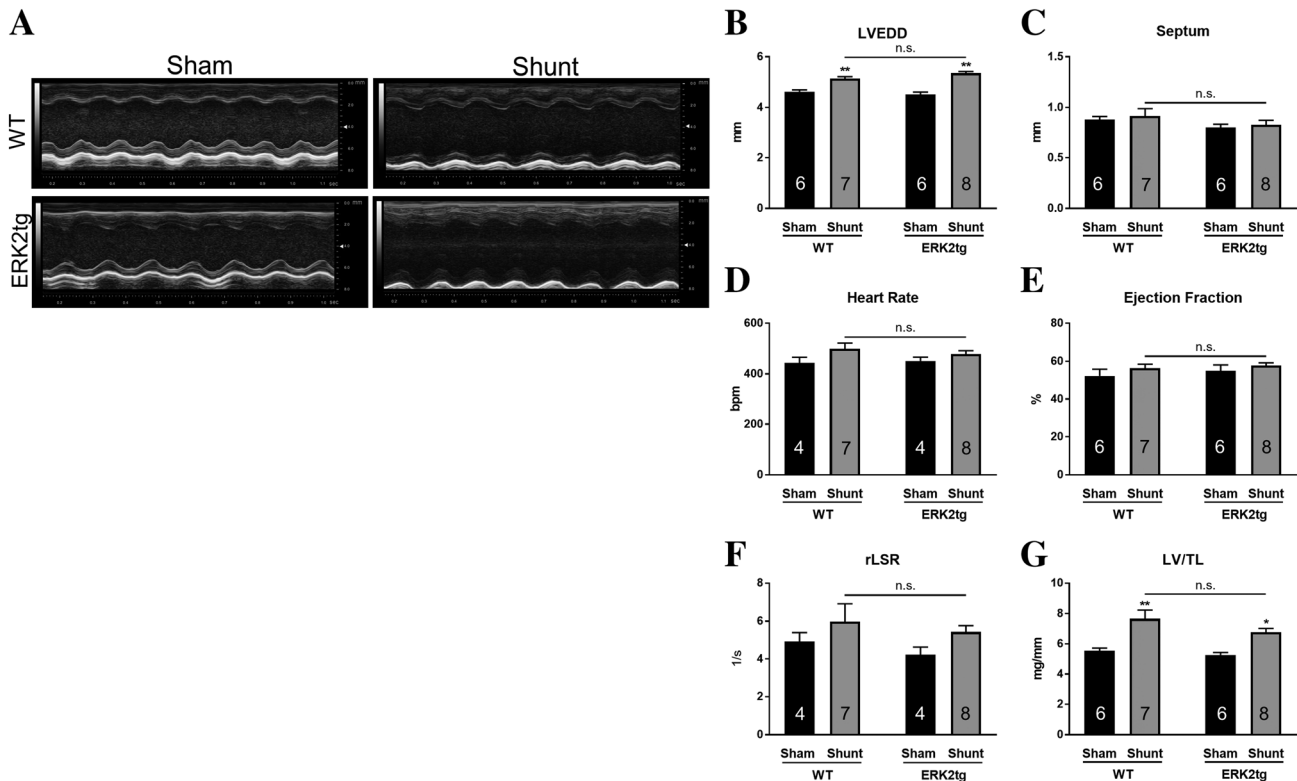 A
Sham
Shunt
WT
ERK2tg
B
LVEDD
n.s.
**
**
6
4
2
0
mm
6
7
6
8
Sham Shunt Sham Shunt
WT ERK2tg
C
Septum
n.s.
1.5
1.0
0.5
0.0
mm
6
7
6
8
Sham Shunt Sham Shunt
WT ERK2tg
D
Heart Rate
n.s.
600
400
200
0
bpm
4
7
4
8
Sham Shunt Sham Shunt
WT ERK2tg
E
Ejection Fraction
n.s.
80
60
40
20
0
%
6
7
6
8
Sham Shunt Sham Shunt
WT ERK2tg
F
rLSR
n.s.
8
6
4
2
0
1/s
4
7
4
8
Sham Shunt Sham Shunt
WT ERK2tg
G
LV/TL
n.s.
**
*
10
8
6
4
2
0
mg/mm
6
7
6
8
Sham Shunt Sham Shunt
WT ERK2tg